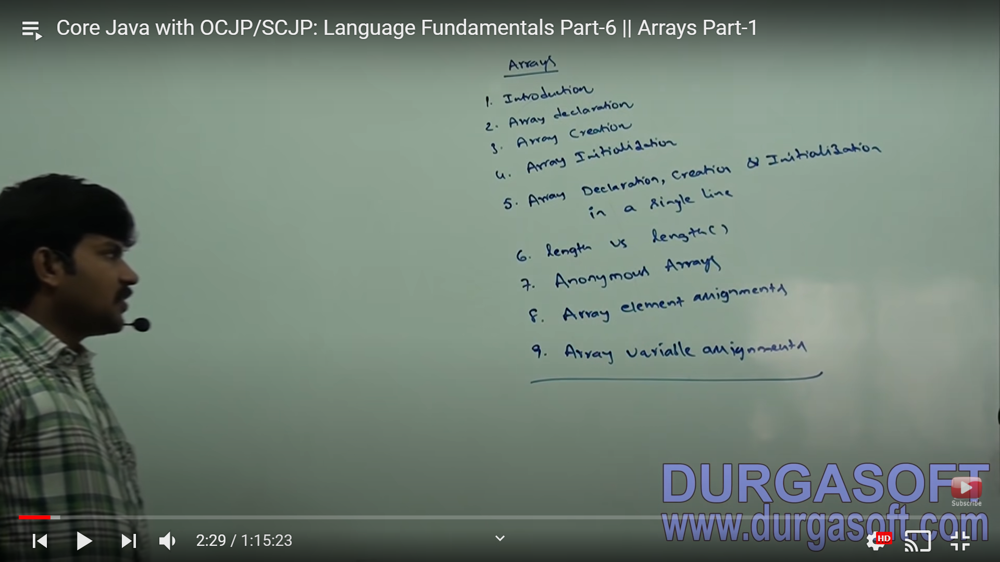 Core Java with OCJP/SCJP: Language Fundamentals Part-6 || Arrays Part-1
Arrays
1. Introduction
2. Array declaration
3. Array Creation
4. Array Initialization
5. Array Declaration, Creation & Initialization
in a single line
6. length vs length()
7. Anonymous Arrays
8. Array element assignments
9. Array variable assignments
DURGASOFT
Subscribe
www.durgasoft.com
2:29 / 1:15:23
HD